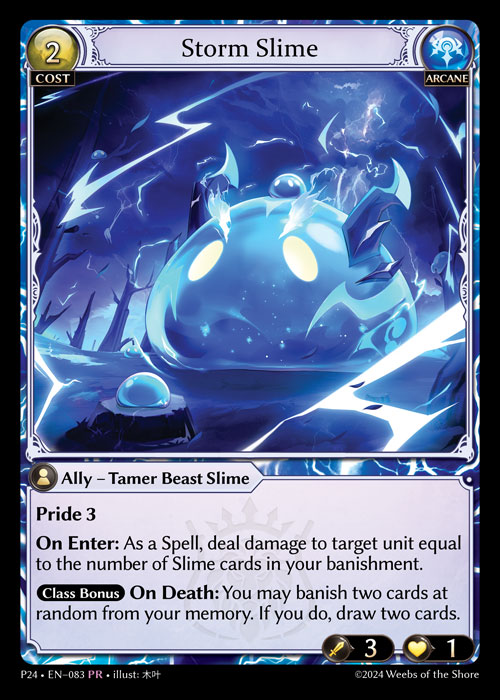 2
Storm Slime
COST
ARCANE
Ally – Tamer Beast Slime
Pride 3
On Enter: As a Spell, deal damage to target unit equal
to the number of Slime cards in your banishment.
Class Bonus On Death: You may banish two cards at
random from your memory. If you do, draw two cards.
3
1
P24 • EN–083 PR • illust: 木叶
©2024 Weebs of the Shore